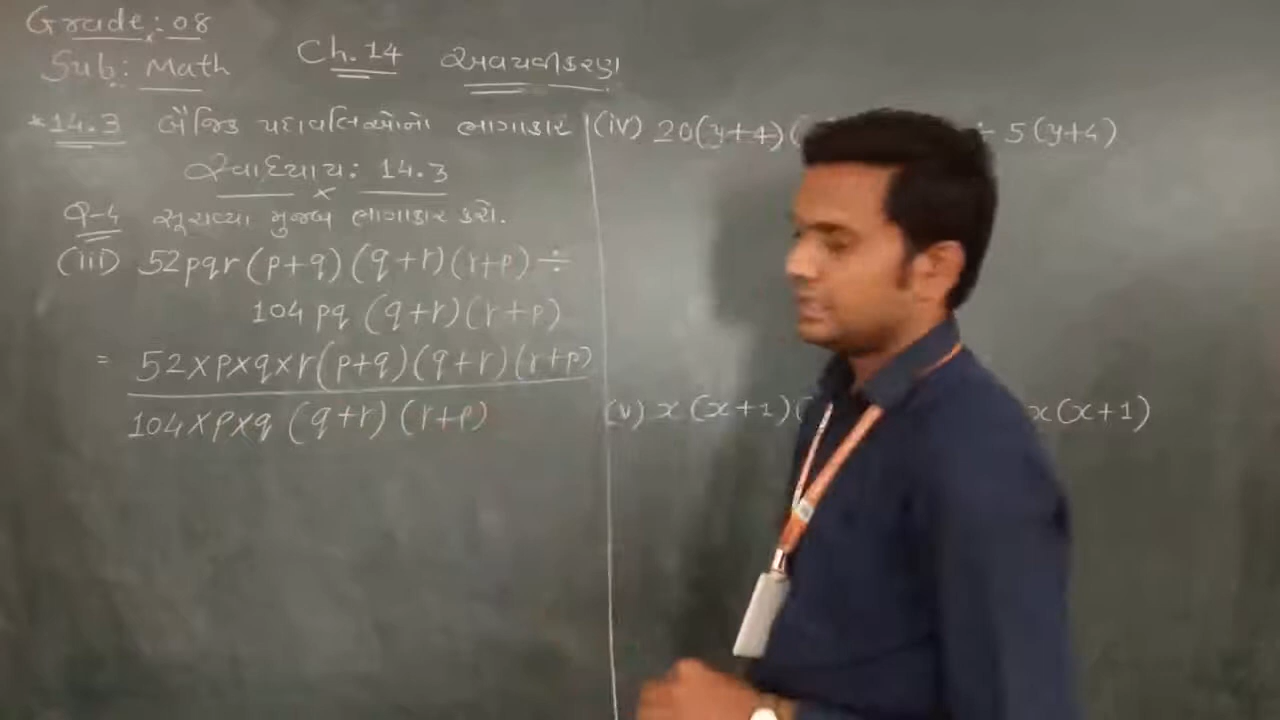 Grade: 08
Sub: Math
Ch. 14 અવયવીકરણ
* 14.3 બૈજિક પદાવલિઓનો ભાગાકાર
સ્વાધ્યાય: 14.3
Q-4 સૂચવ્યા મુજબ ભાગાકાર કરો.
(iii) 52pqr (p+q) (q+r) (r+p) ÷
104 pq (q+r) (r+p)
= 52×p×q×r(p+q) (q+r) (r+p)
104×p×q (q+r) (r+p)
(iv) 20(y+4) ( ÷ 5(y+4)
(v) x (x+1) ( x(x+1)